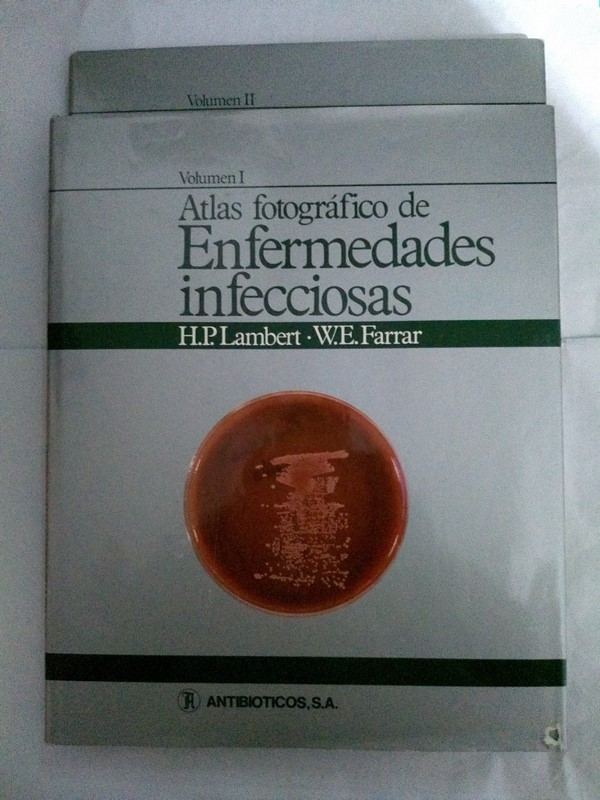 Volumen II
Volumen I
Atlas fotográfico de
Enfermedades
infecciosas
H.P. Lambert · W.E. Farrar
ANTIBIOTICOS, S.A.